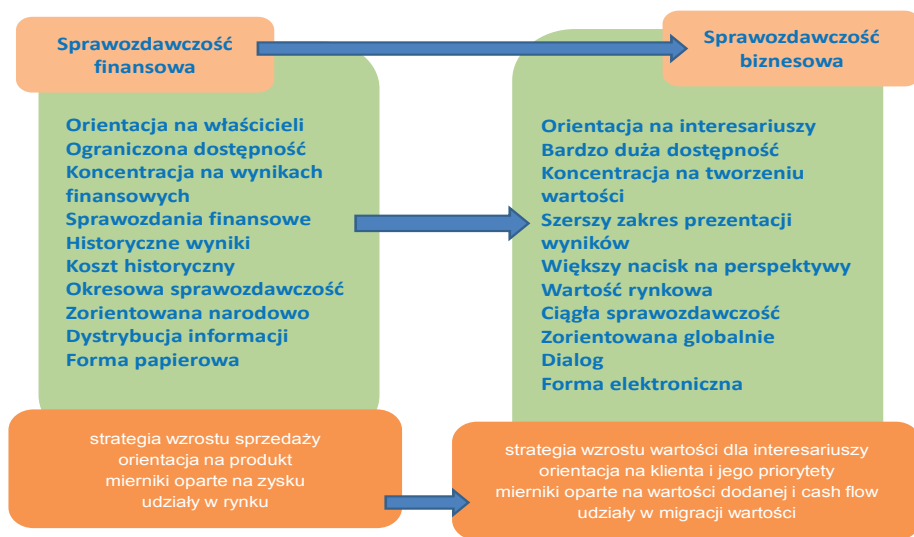 Sprawozdawczość
finansowa
Sprawozdawczość
biznesowa
Orientacja na właścicieli
Ograniczona dostępność
Koncentracja na wynikach
finansowych
Sprawozdania finansowe
Historyczne wyniki
Koszt historyczny
Okresowa sprawozdawczość
Zorientowana narodowo
Dystrybucja informacji
Forma papierowa
Orientacja na interesariuszy
Bardzo duża dostępność
Koncentracja na tworzeniu
wartości
Szerszy zakres prezentacji
wyników
Większy nacisk na perspektywy
Wartość rynkowa
Ciągła sprawozdawczość
Zorientowana globalnie
Dialog
Forma elektroniczna
strategia wzrostu sprzedaży
orientacja na produkt
mierniki oparte na zysku
udziały w rynku
strategia wzrostu wartości dla interesariuszy
orientacja na klienta i jego priorytety
mierniki oparte na wartości dodanej i cash flow
udziały w migracji wartości